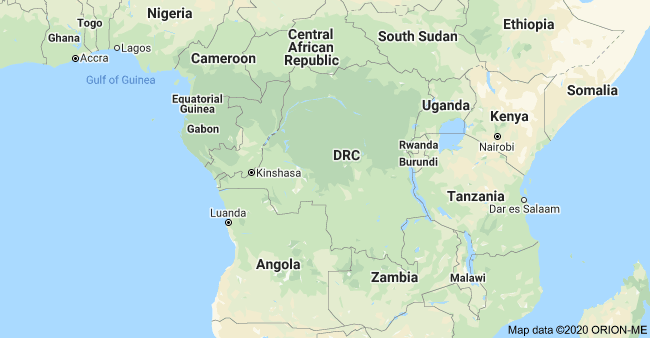 Nigeria
Togo
Ghana
Lagos
Accra
Gulf of Guinea
Cameroon
Central
African
Republic
South Sudan
Ethiopia
Somalia
Equatorial
Guinea
Gabon
Uganda
Kenya
Nairobi
DRC
Rwanda
Burundi
Kinshasa
Tanzania
Dar es Salaam
Luanda
Angola
Zambia
Malawi
Map data ©2020 ORION-ME